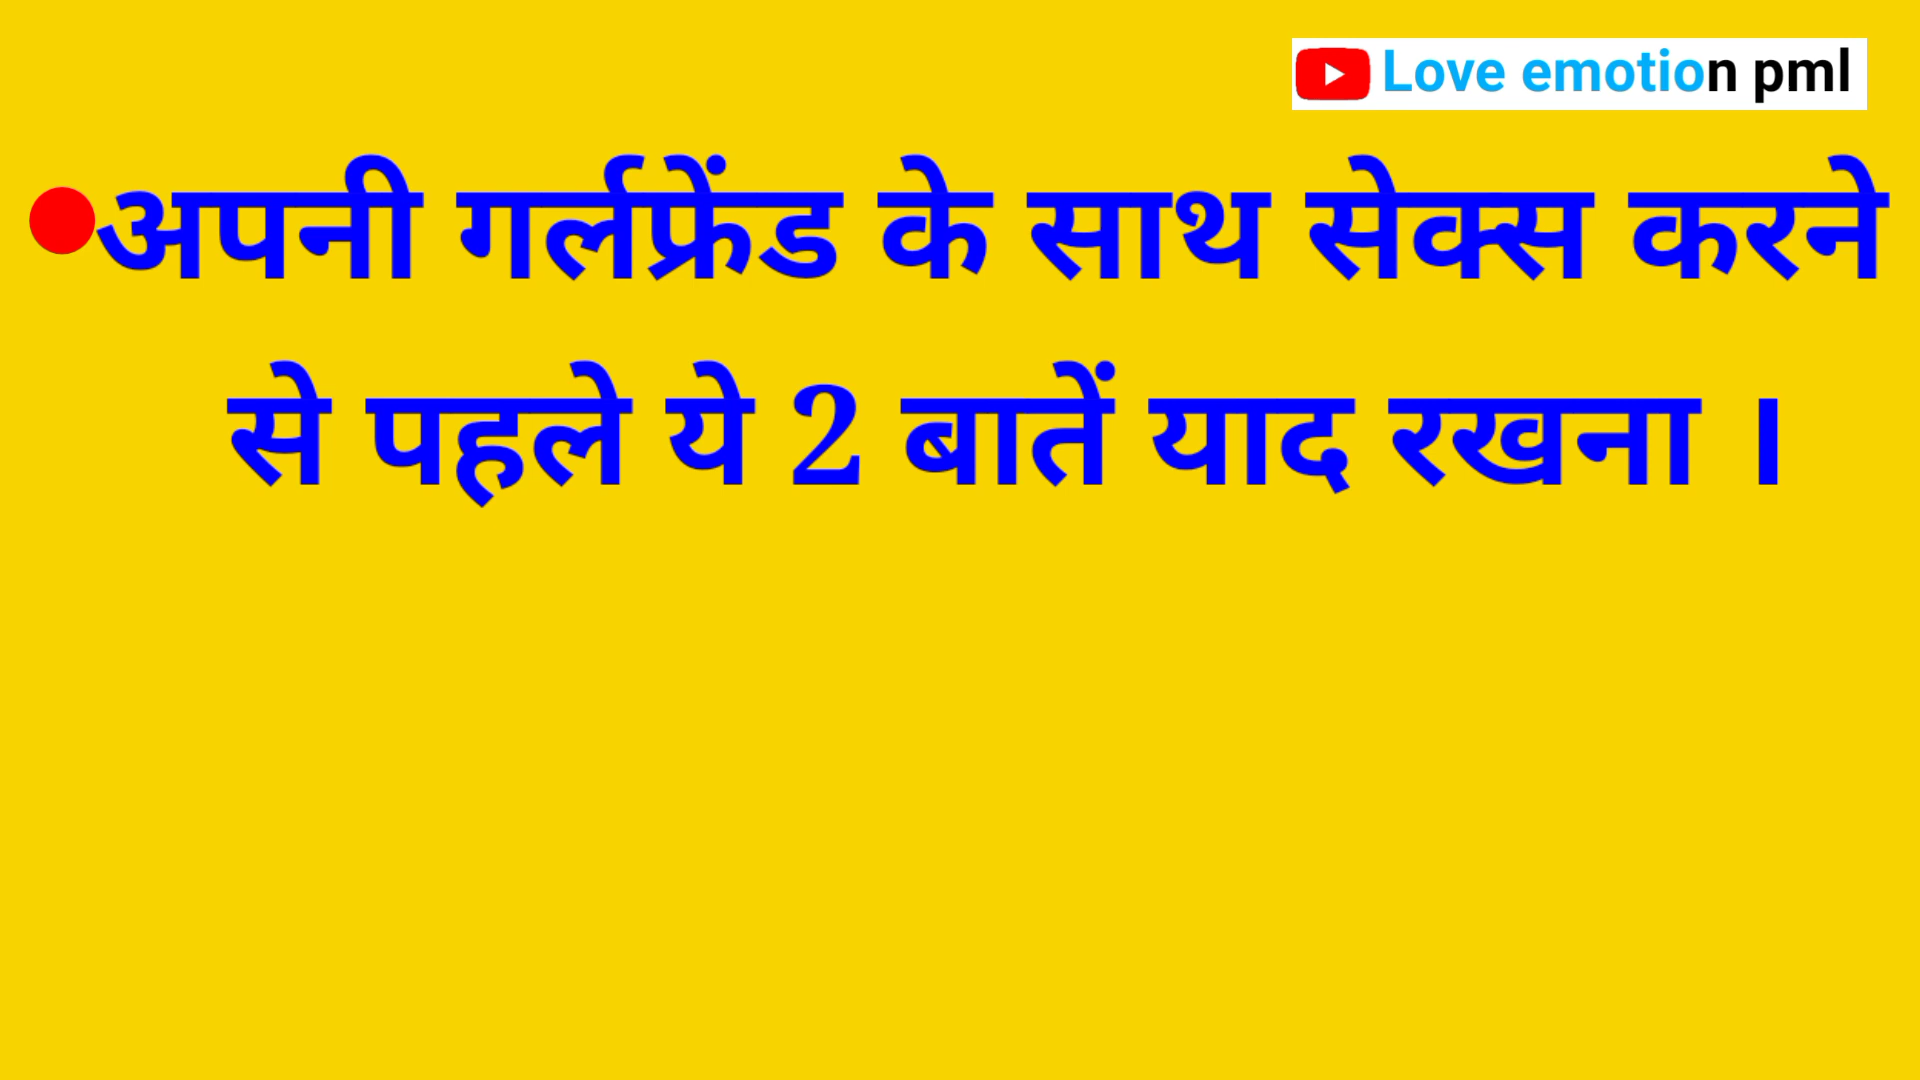 Love emotion pml
●अपनी गर्लफ्रेंड के साथ सेक्स करने
से पहले ये 2 बातें याद रखना ।